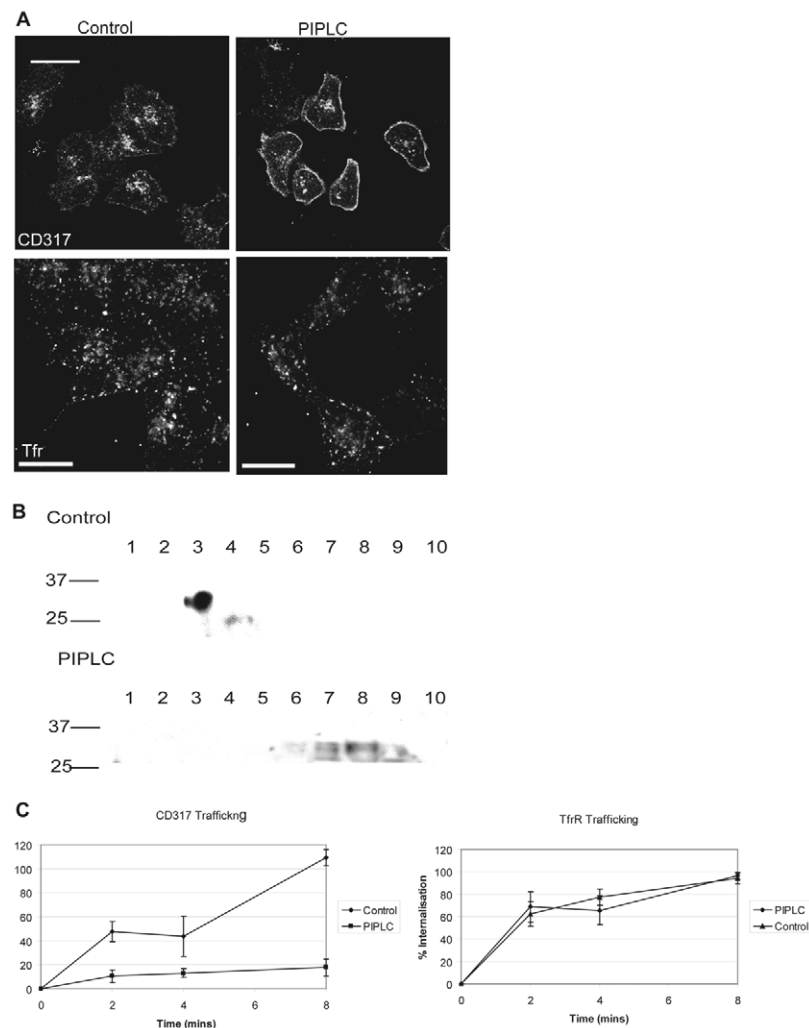 A
Control PIPLC
CD317
Tfr
B
Control
1 2 3 4 5 6 7 8 9 10
37
25
PIPLC
1 2 3 4 5 6 7 8 9 10
37
25
C
CD317 Traffickng
120
100
80
60
40
20
0
0 2 4 6 8
Time (mins)
Control
PIPLC
TfrR Trafficking
% Internalisation
120
100
80
60
40
20
0
0 2 4 6 8
Time (mins)
PIPLC
Control